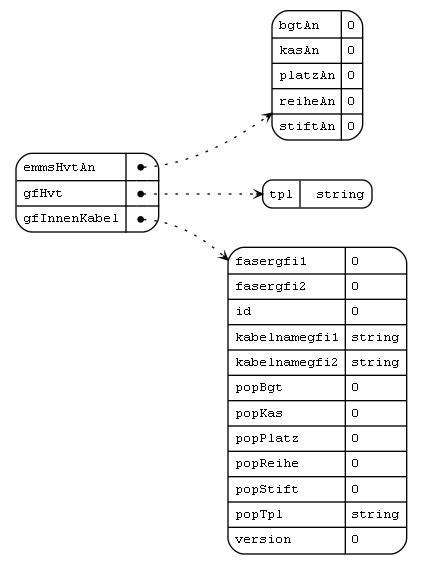 bgtAn 0
kasAn 0
platzAn 0
reiheAn 0
stiftAn 0
emmsHvtAn
gfHvt
gfInnenKabel
tpl string
fasergfi1 0
fasergfi2 0
id 0
kabelnamegfi1 string
kabelnamegfi2 string
popBgt 0
popKas 0
popPlatz 0
popReihe 0
popStift 0
popTpl string
version 0